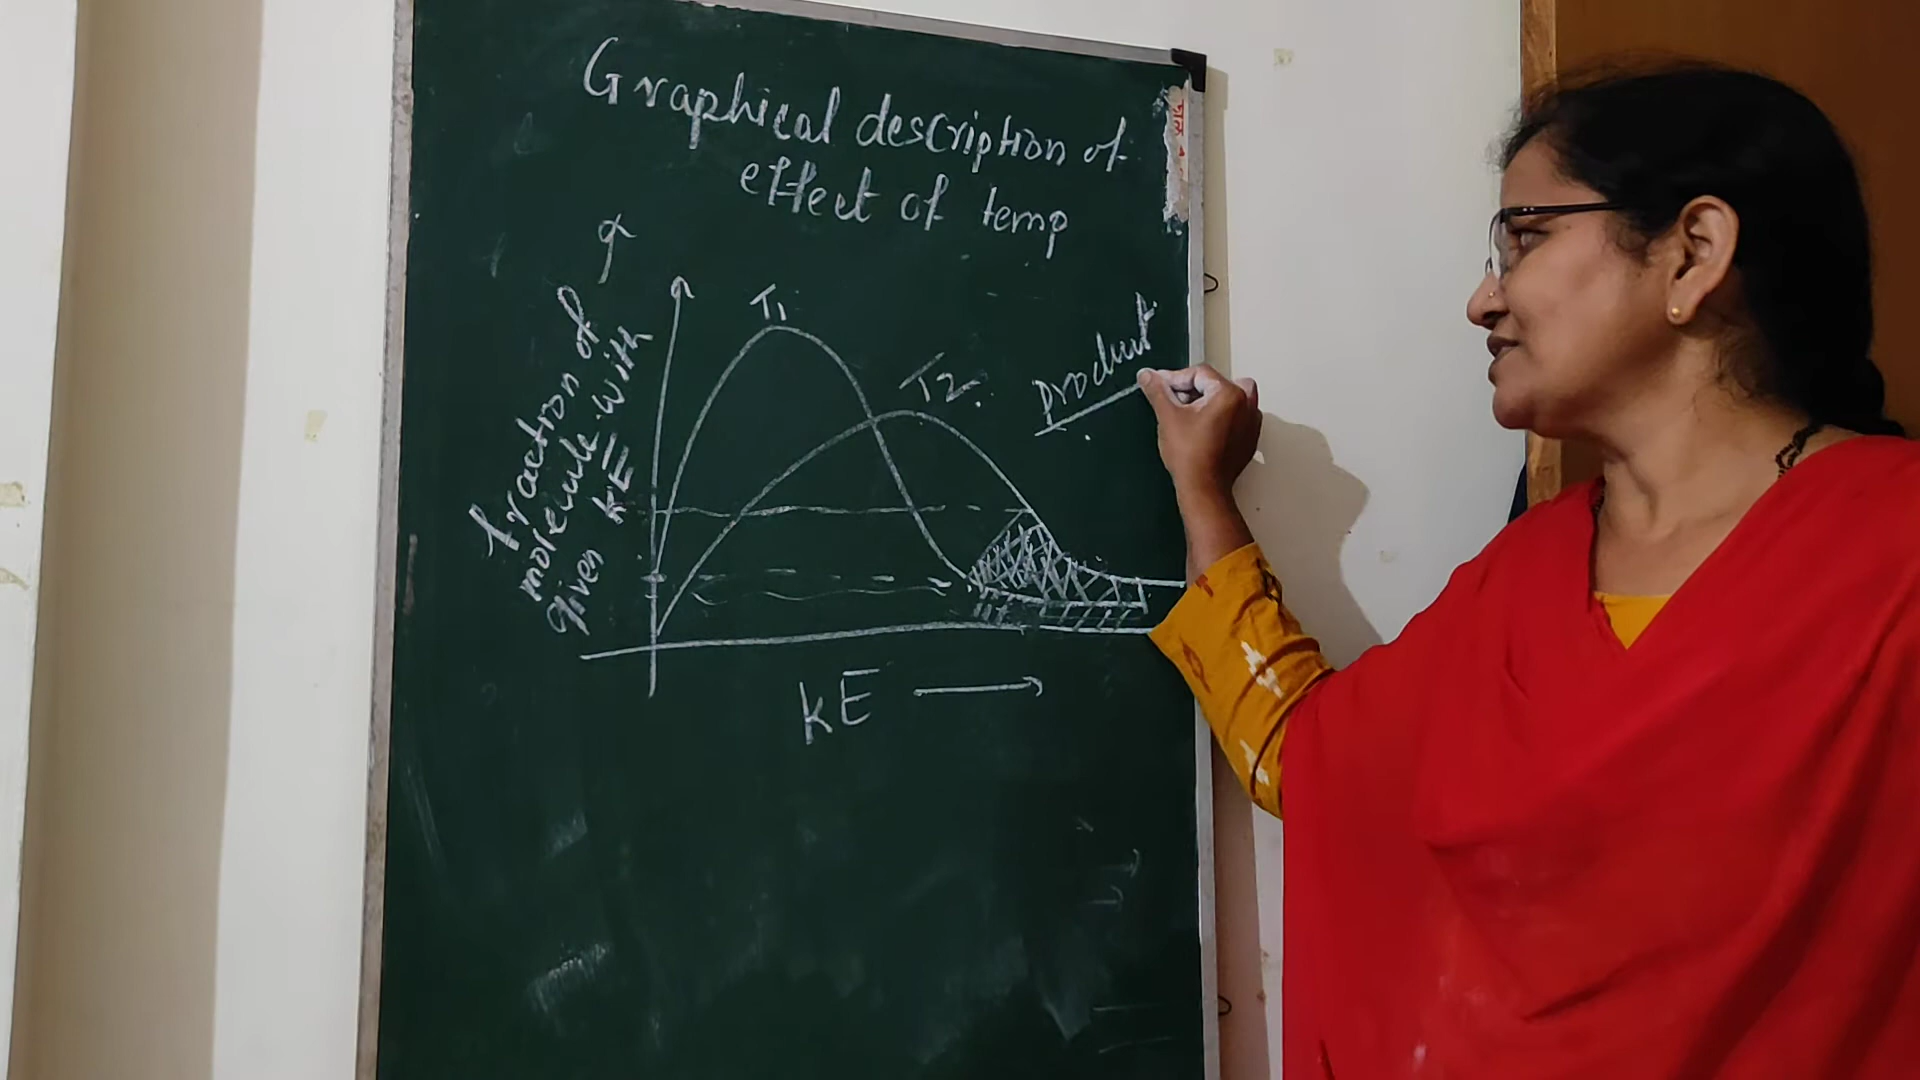 Graphical description of
effect of temp
fraction of
molecule with
given KE
T1
T2
product
KE